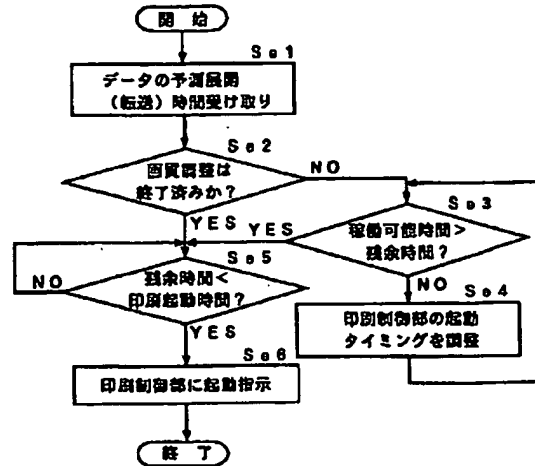 開始
Se1
データの予測展開
(転送)時間受け取り
Se2
画質調整は
終了済みか?
NO
YES
Se3
稼働可能時間>
残余時間?
YES
NO
Se4
印刷制御部の起動
タイミングを調整
Se5
残余時間<
印刷起動時間?
NO
YES
Se6
印刷制御部に起動指示
終了